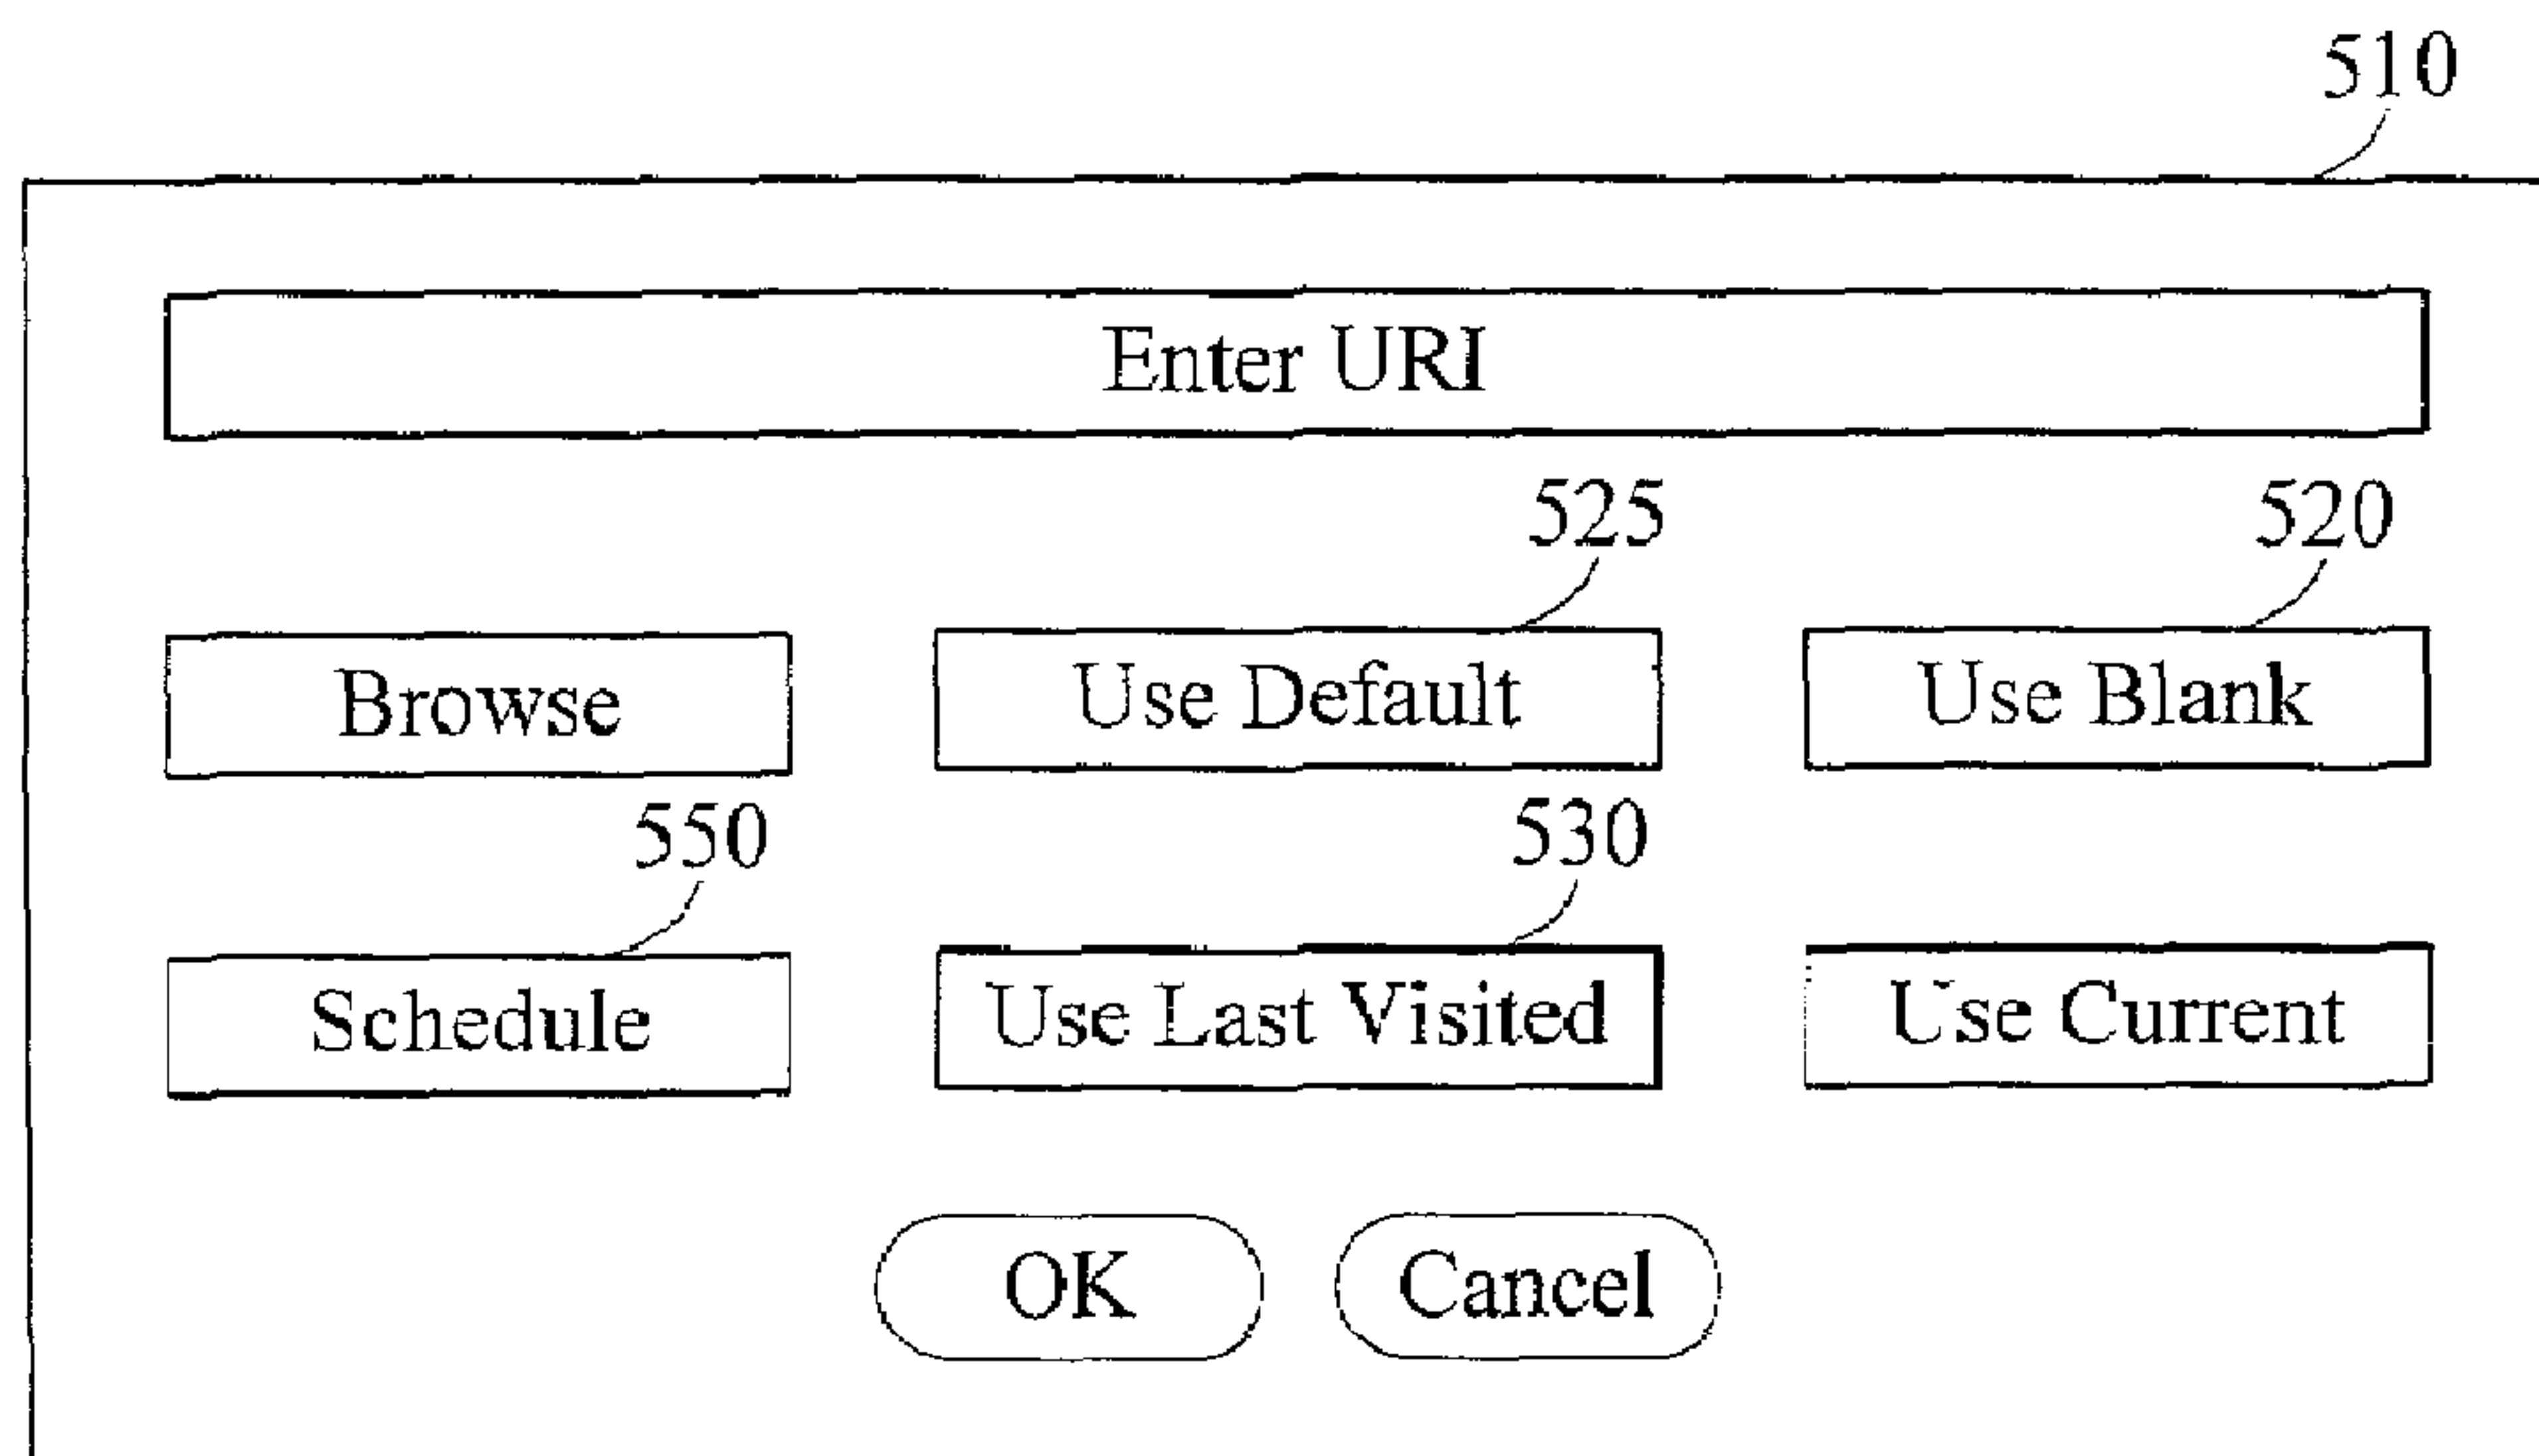 510
Enter URI
525 520
Browse Use Default Use Blank
550 530
Schedule Use Last Visited Use Current
OK Cancel